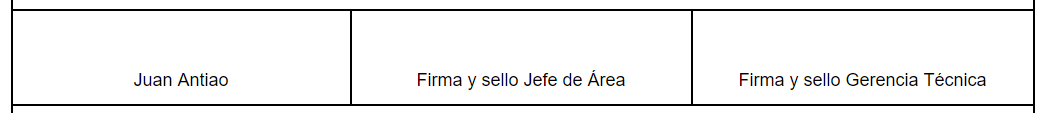 Juan Antiao
Firma y sello Jefe de Área
Firma y sello Gerencia Técnica